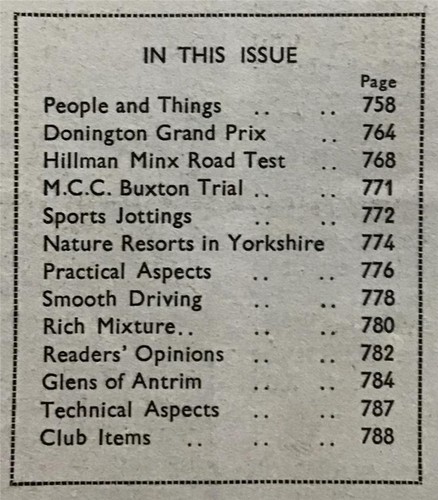 IN THIS ISSUE
Page
People and Things .. .. 758
Donington Grand Prix .. 764
Hillman Minx Road Test .. 768
M.C.C. Buxton Trial .. .. 771
Sports Jottings .. .. 772
Nature Resorts in Yorkshire 774
Practical Aspects .. .. 776
Smooth Driving .. .. 778
Rich Mixture.. .. .. 780
Readers' Opinions .. .. 782
Glens of Antrim .. .. 784
Technical Aspects .. .. 787
Club Items .. .. .. 788